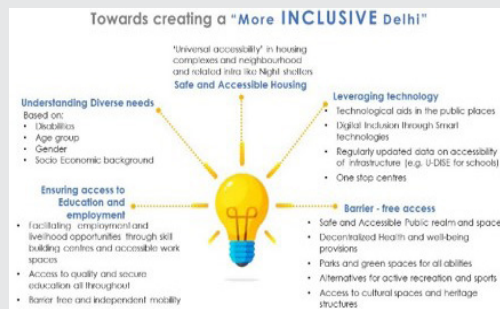 Towards creating a "More INCLUSIVE Delhi"
'Universal accessibility' in housing
complexes and neighbourhood
and related infra like Night shelters
Safe and Accessible Housing
Understanding Diverse needs
Based on:
• Disabilities
• Age group
• Gender
• Socio Economic background
Leveraging technology
• Technological aids in the public places
• Digital Inclusion through Smart
technologies
• Regularly updated data on accessibility
of infrastructure (e.g. U-DISE for schools)
• One stop centres
Ensuring access to
Education and
employment
• Facilitating employment and
livelihood opportunities through skill
building centres and accessible work
spaces
• Access to quality and secure
education all throughout
• Barrier free and independent mobility
Barrier - free access
• Safe and Accessible Public realm and space
• Decentralized Health and well-being
provisions
• Parks and green spaces for all abilities
• Alternatives for active recreation and sports
• Access to cultural spaces and heritage
structures